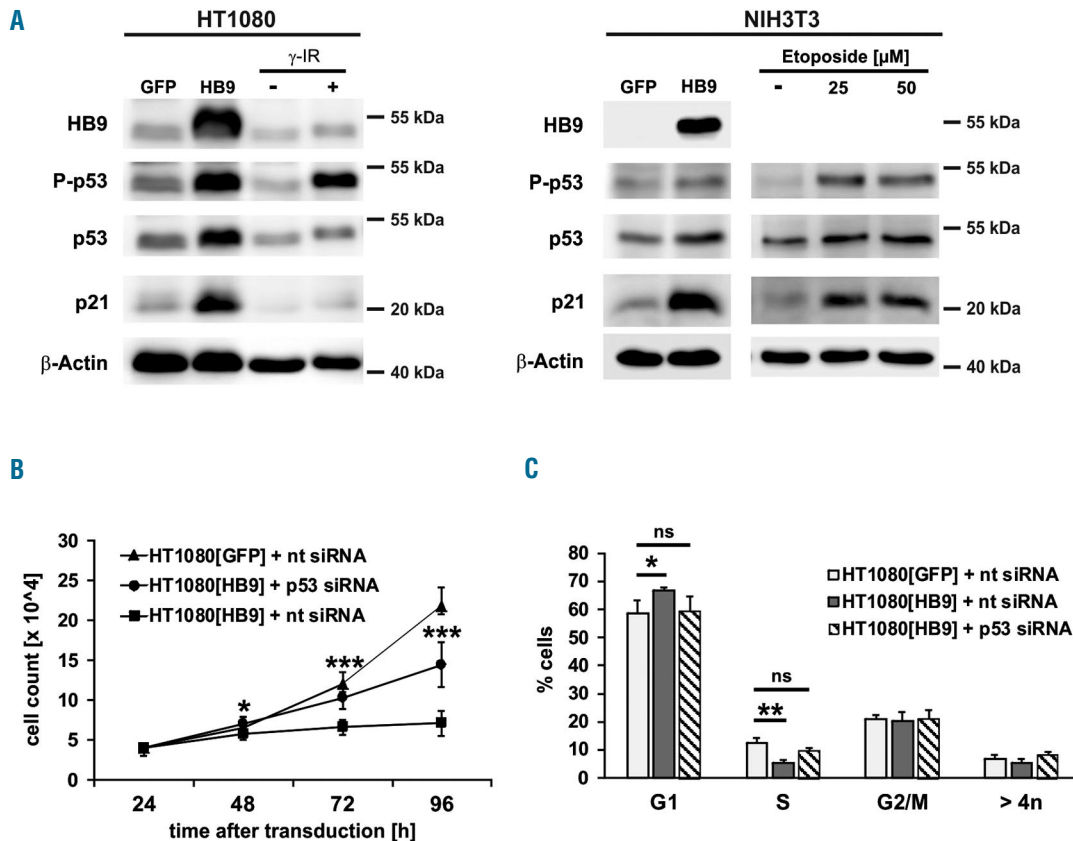 A
HT1080
γ-IR
GFP HB9 - +
HB9
55 kDa
P-p53
55 kDa
p53
55 kDa
p21
20 kDa
β-Actin
40 kDa
NIH3T3
Etoposide [µM]
GFP HB9 - 25 50
HB9
55 kDa
P-p53
55 kDa
p53
55 kDa
p21
20 kDa
β-Actin
40 kDa
B
30
25
20
15
10
5
0
cell count [x 10^4]
HT1080[GFP] + nt siRNA
HT1080[HB9] + p53 siRNA
HT1080[HB9] + nt siRNA
*
***
***
24 48 72 96
time after transduction [h]
C
80
70
60
50
40
30
20
10
0
% cells
ns
*
ns
**
HT1080[GFP] + nt siRNA
HT1080[HB9] + nt siRNA
HT1080[HB9] + p53 siRNA
G1 S G2/M > 4n